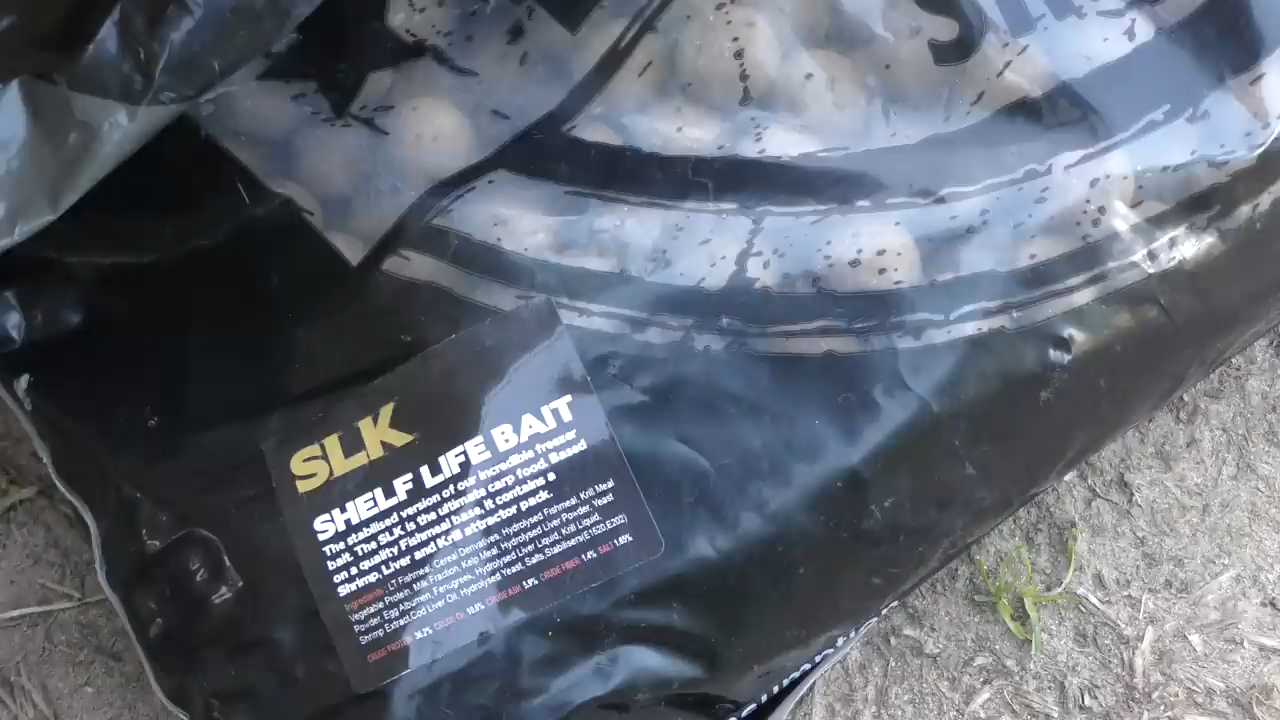 SLK
SHELF LIFE BAIT
The stabilised version of our incredible freezer
bait. The SLK is the ultimate carp food. Based
on a quality Fishmeal base, it contains a
Shrimp, Liver and Krill attractor pack.
Ingredients: LT Fishmeal, Cereal Derivatives, Hydrolysed Fishmeal, Krill Meal
Vegetable Protein, Milk Fraction, Kelp Meal, Hydrolysed Liver Powder, Yeast
Powder, Egg Albumen, Fenugreek, Hydrolysed Liver Liquid, Krill Liquid,
Shrimp Extract,Cod Liver Oil, Hydrolysed Yeast, Salts,Stabilisers(E1520,E202)
CRUDE PROTEIN 36.2% CRUDE OIL 10.8% CRUDE ASH 5.9% CRUDE FIBER 1.4% SALT 1.65%